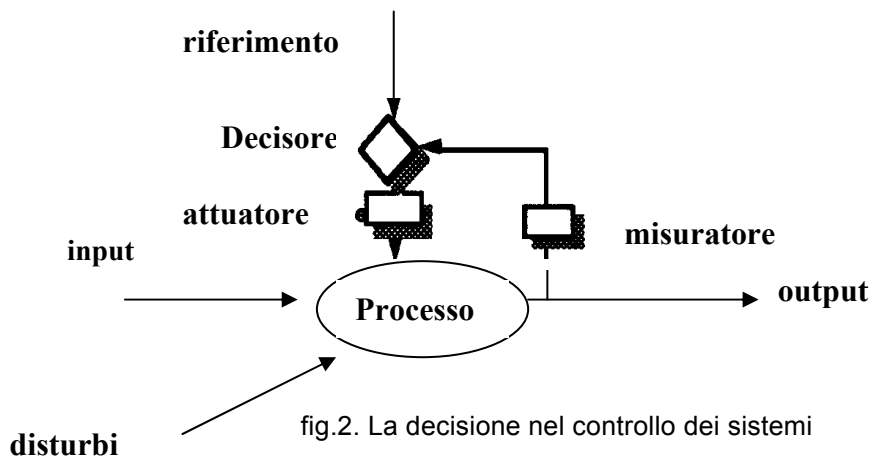 riferimento
Decisore
attuatore
misuratore
input
output
Processo
fig.2. La decisione nel controllo dei sistemi
disturbi